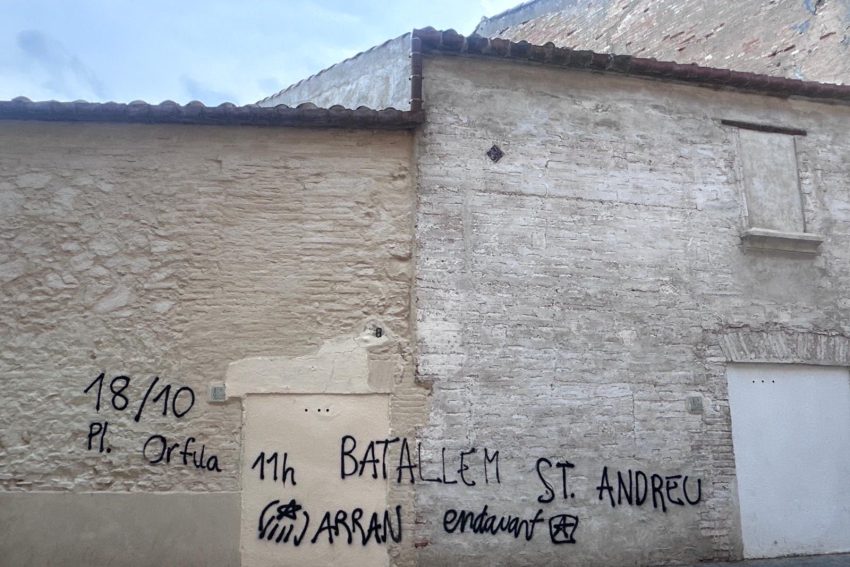 18/10
Pl. Orfila
11h BATALLEM ST. ANDREU
ARRAN endavant